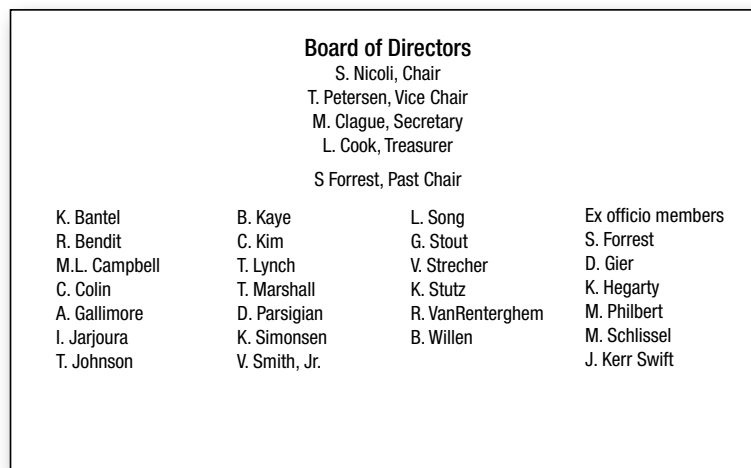 Board of Directors
S. Nicoli, Chair
T. Petersen, Vice Chair
M. Clague, Secretary
L. Cook, Treasurer
S Forrest, Past Chair
K. Bantel
R. Bendit
M.L. Campbell
C. Colin
A. Gallimore
I. Jarjoura
T. Johnson
B. Kaye
C. Kim
T. Lynch
T. Marshall
D. Parsigian
K. Simonsen
V. Smith, Jr.
L. Song
G. Stout
V. Strecher
K. Stutz
R. VanRenterghem
B. Willen
Ex officio members
S. Forrest
D. Gier
K. Hegarty
M. Philbert
M. Schlissel
J. Kerr Swift